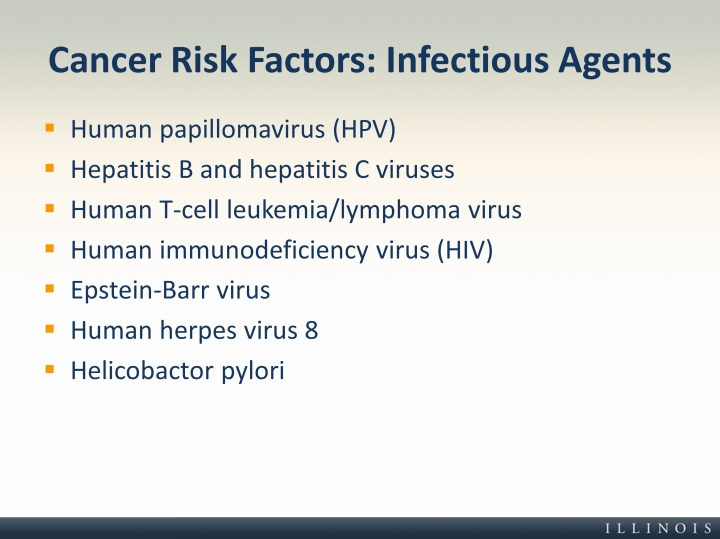 Cancer Risk Factors: Infectious Agents
▪ Human papillomavirus (HPV)
▪ Hepatitis B and hepatitis C viruses
▪ Human T-cell leukemia/lymphoma virus
▪ Human immunodeficiency virus (HIV)
▪ Epstein-Barr virus
▪ Human herpes virus 8
▪ Helicobactor pylori
ILLINOIS